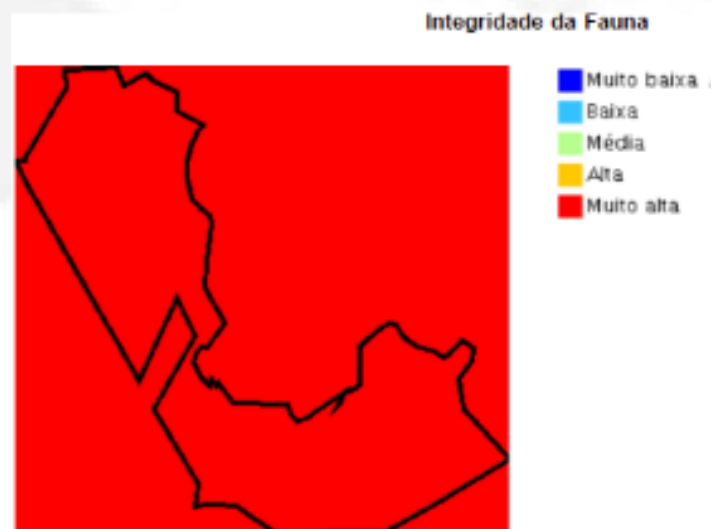 Integridade da Fauna
Muito baixa
Baixa
Média
Alta
Muito alta